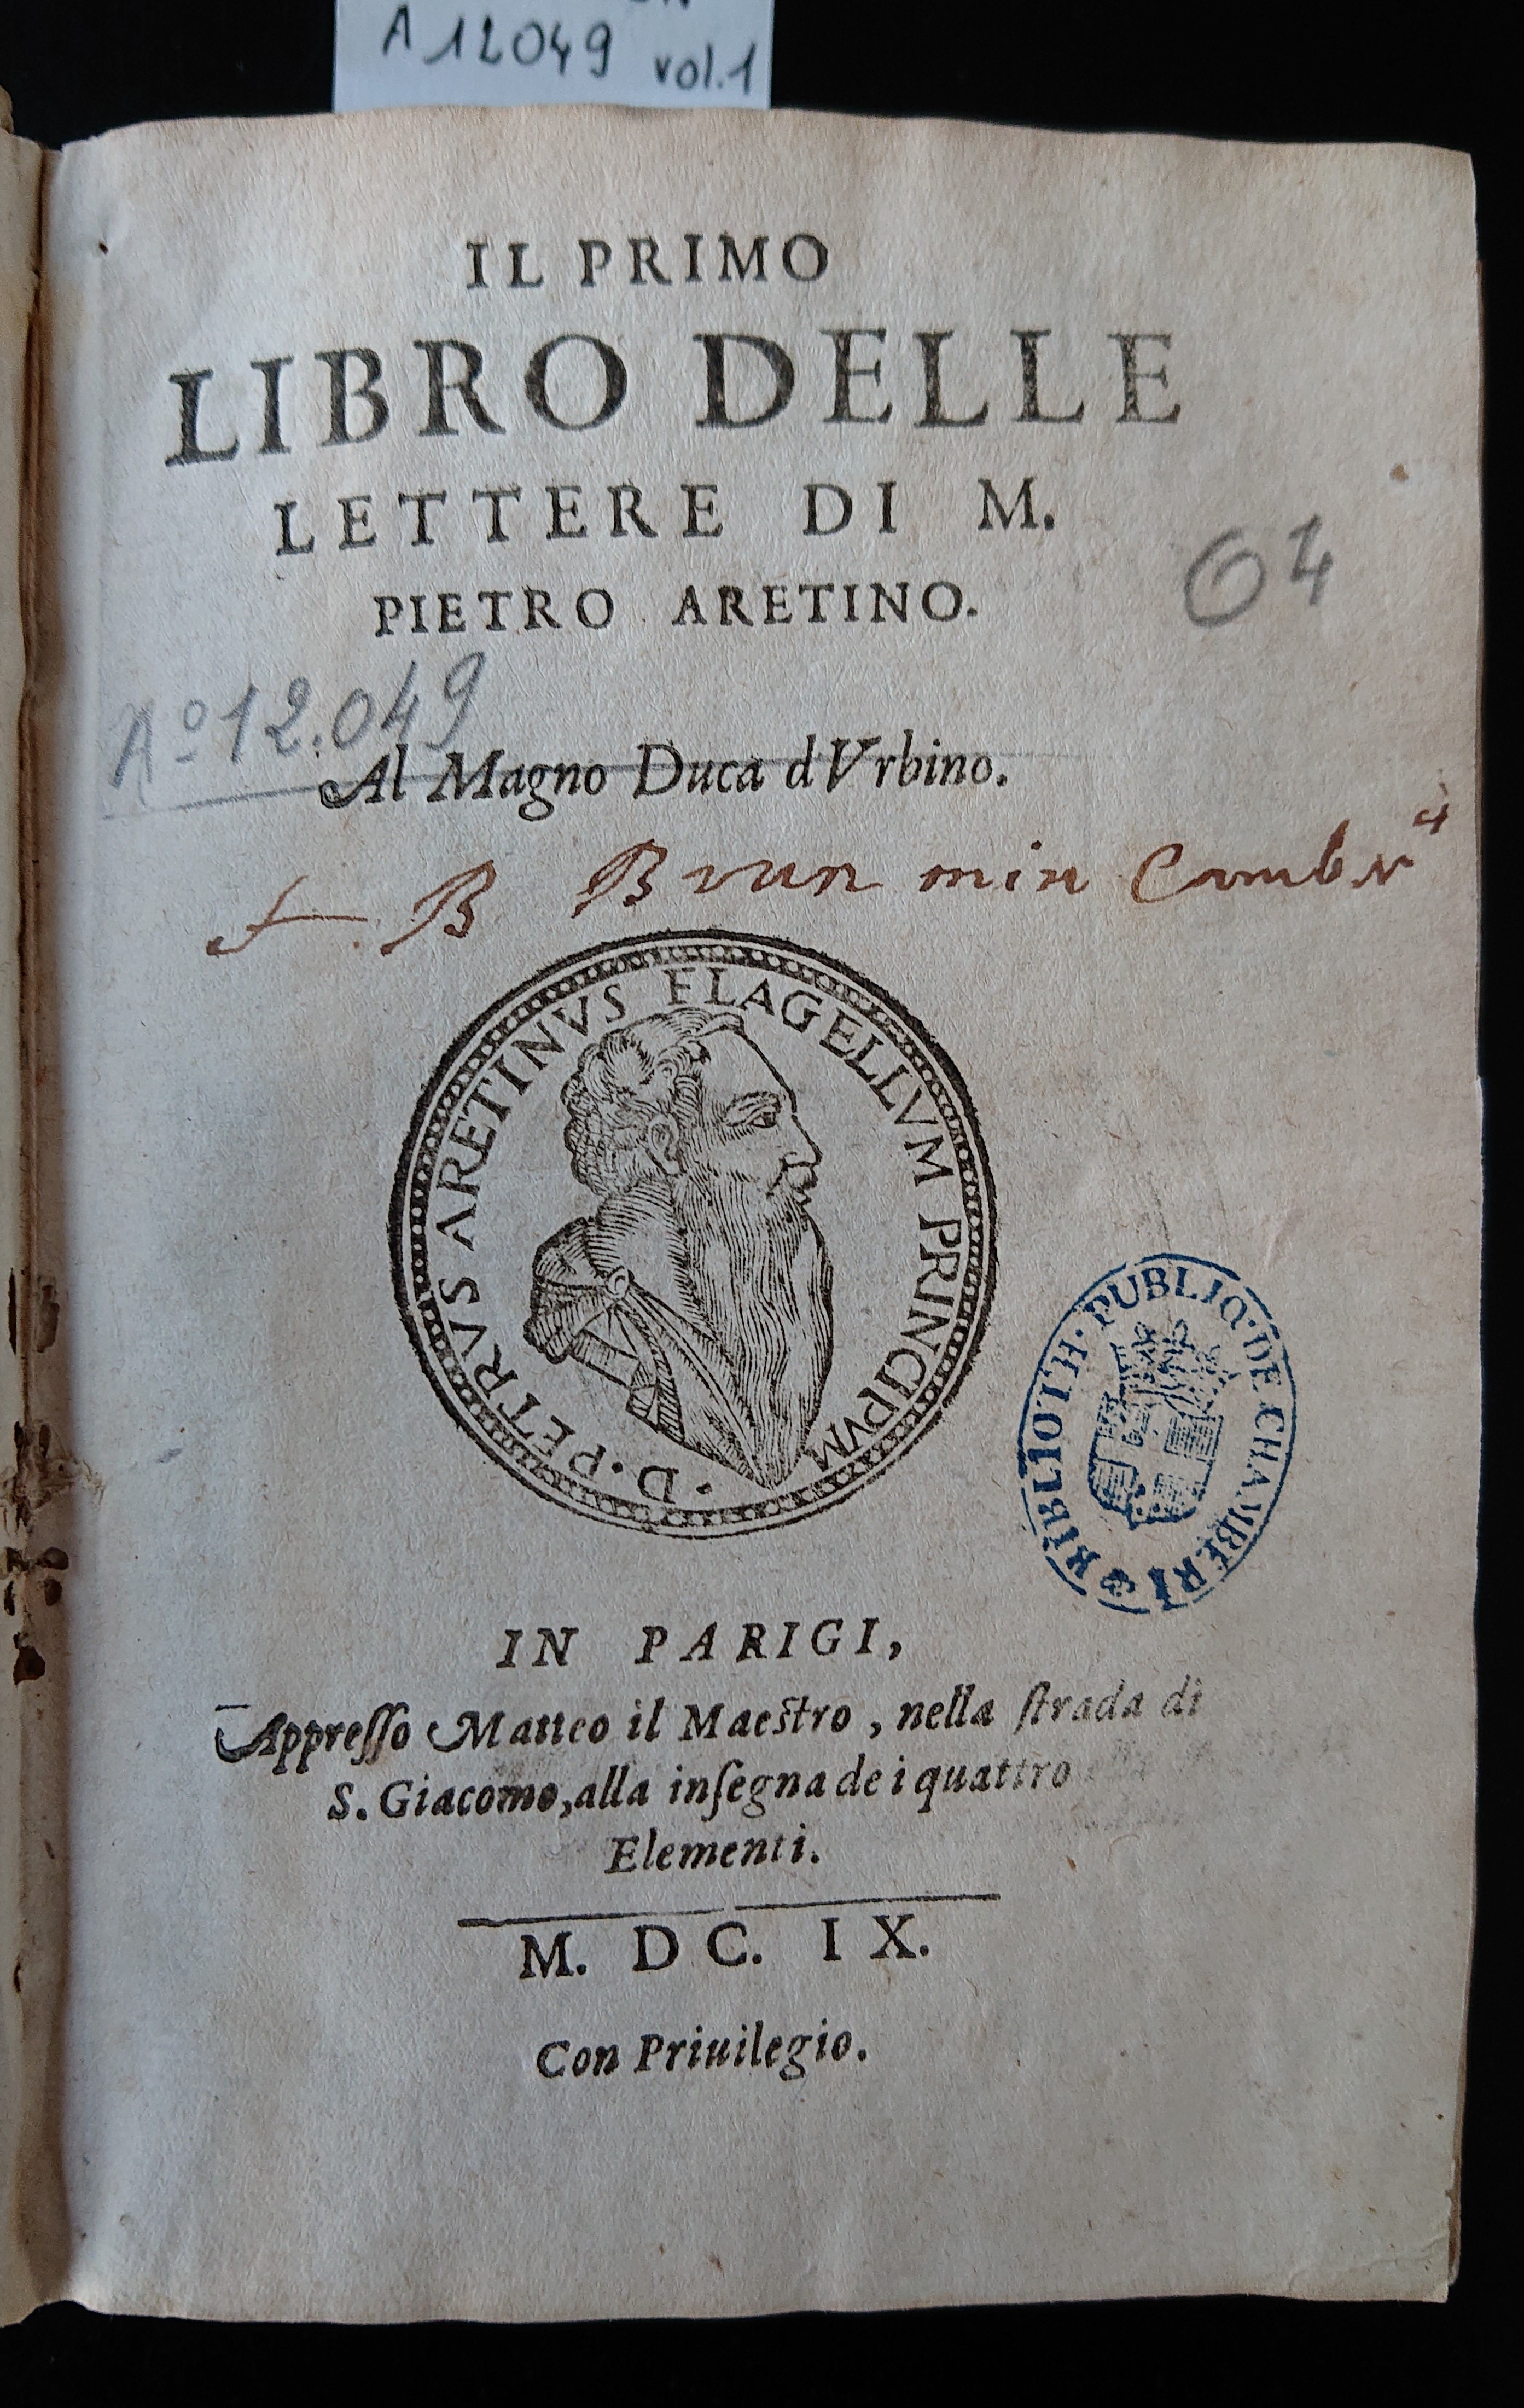 A 12049 vol.1
IL PRIMO
LIBRO DELLE
LETTERE DI M.
PIETRO ARETINO.
64
A° 12.049
Al Magno Duca dVrbino.
B Brun min
D. PETRVS ARETINVS FLAGELLVM PRINCIPVM
BIBLIOTH. PUBLIQ. DE CHAMBERI
IN PARIGI,
Appreſſo Matteo il Maeſtro, nella ſtrada di
S. Giacomo, alla inſegna de i quattro
Elementi.
M. DC. IX.
Con Priuilegio.